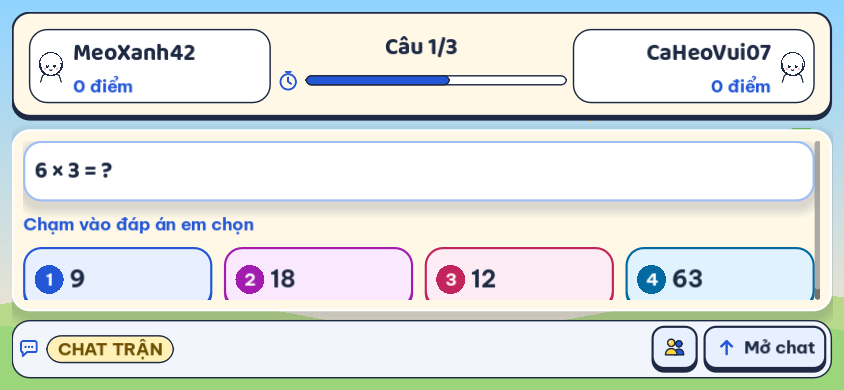 MeoXanh42
0 điểm
Câu 1/3
CaHeoVui07
0 điểm
6 × 3 = ?
Chạm vào đáp án em chọn
1 9
2 18
3 12
4 63
CHAT TRẬN
Mở chat